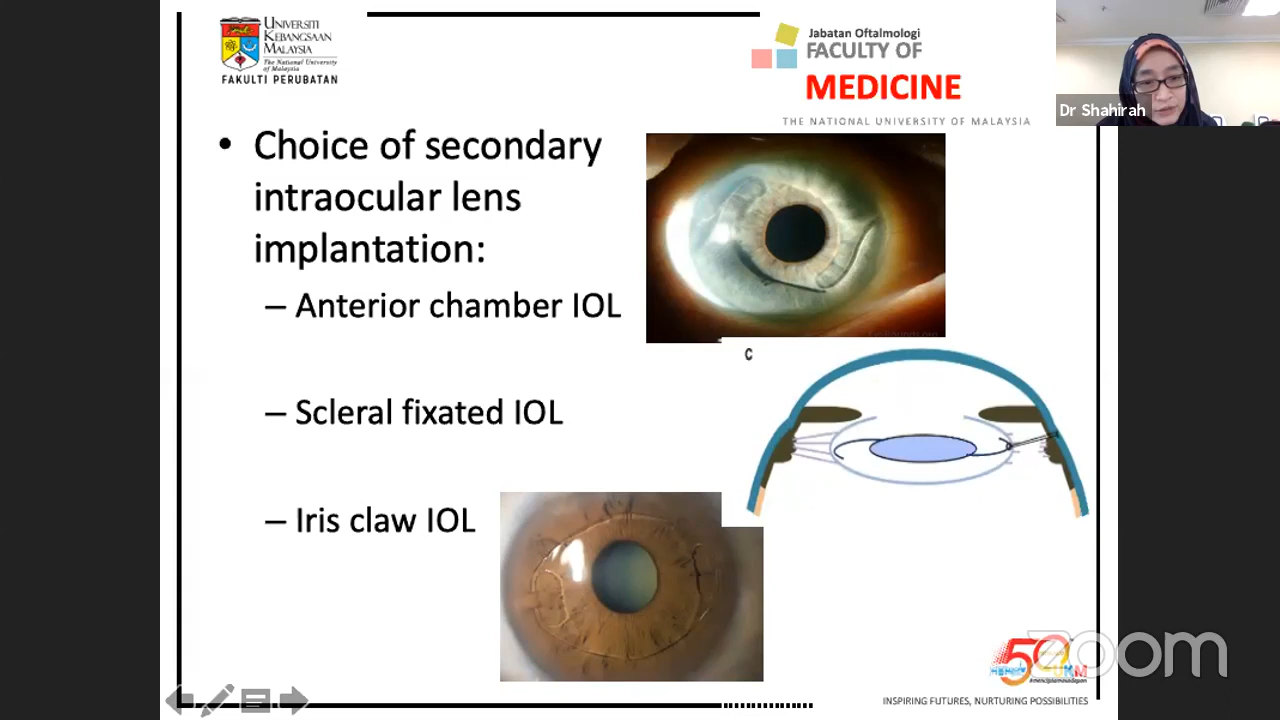 UNIVERSITI
KEBANGSAAN
MALAYSIA
The National University
of Malaysia
FAKULTI PERUBATAN
Jabatan Oftalmologi
FACULTY OF
MEDICINE
THE NATIONAL UNIVERSITY OF MALAYSIA
Dr Shahirah
• Choice of secondary
intraocular lens
implantation:
– Anterior chamber IOL
C
– Scleral fixated IOL
– Iris claw IOL
zoom
INSPIRING FUTURES, NURTURING POSSIBILITIES